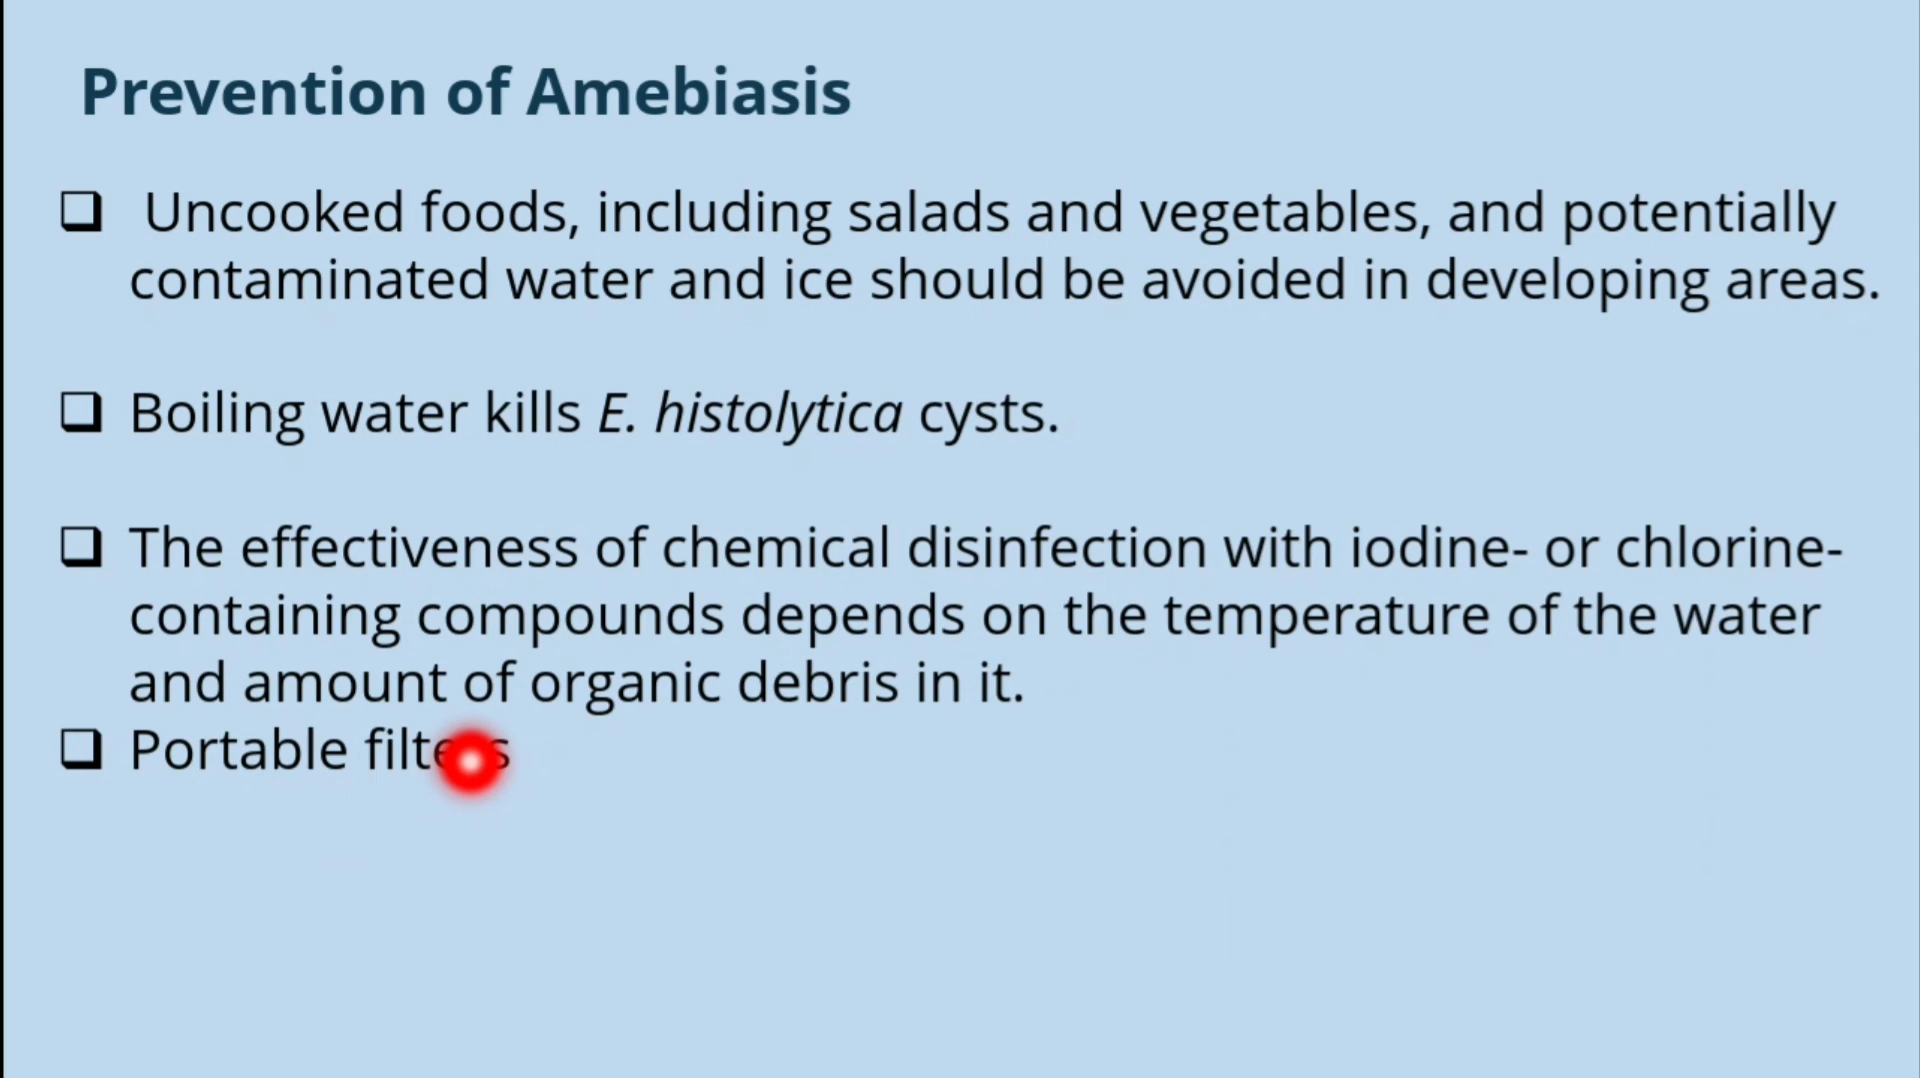 Prevention of Amebiasis
❑ Uncooked foods, including salads and vegetables, and potentially
contaminated water and ice should be avoided in developing areas.
❑ Boiling water kills E. histolytica cysts.
❑ The effectiveness of chemical disinfection with iodine- or chlorine-
containing compounds depends on the temperature of the water
and amount of organic debris in it.
❑ Portable filters